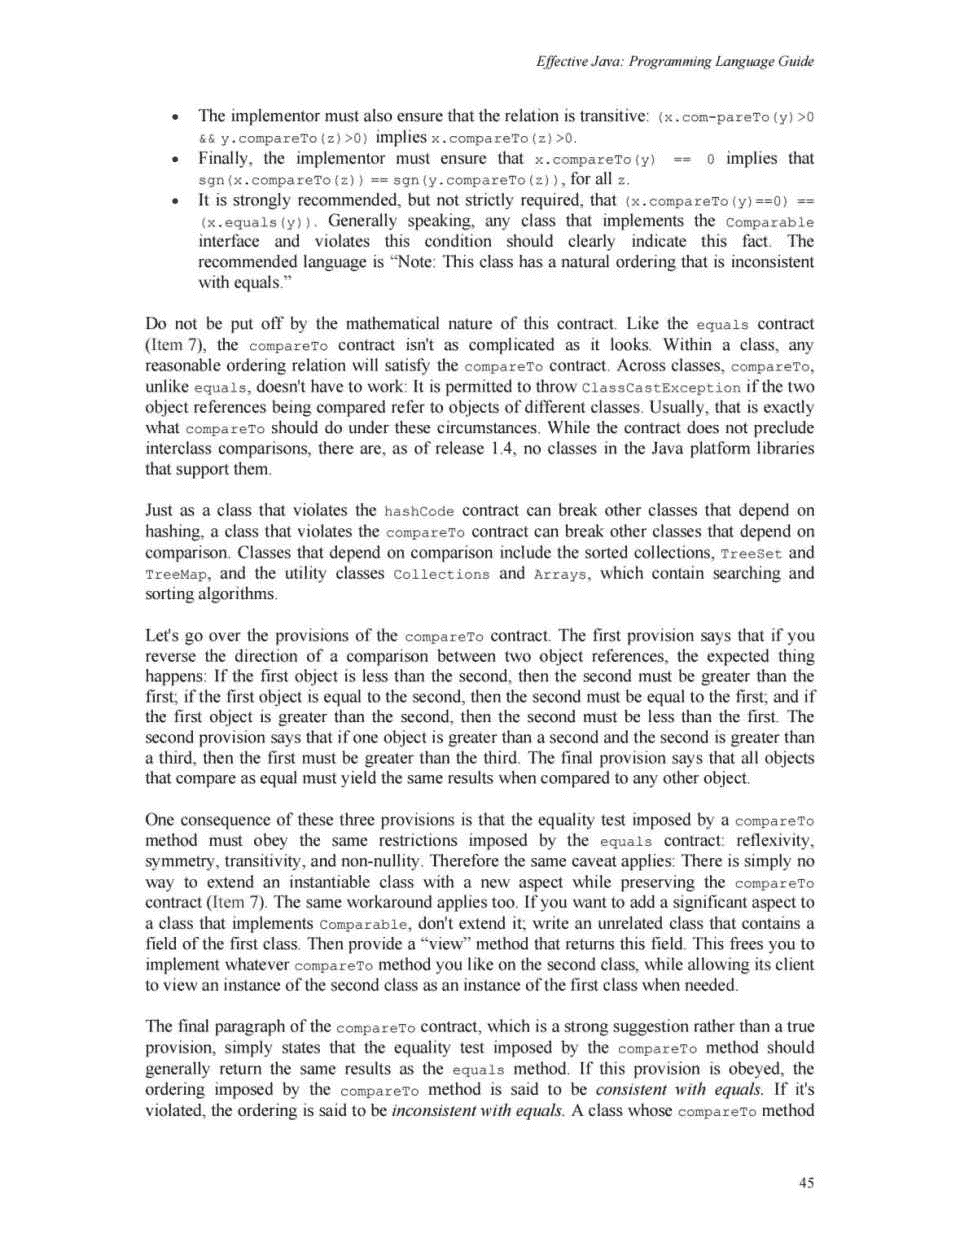 Effective Java: Programming Language Guide
• The implementor must also ensure that the relation is transitive: (x.com-pareTo(y)>0
&& y.compareTo(z)>0) implies x.compareTo(z)>0.
• Finally, the implementor must ensure that x.compareTo(y) == 0 implies that
sgn(x.compareTo(z)) == sgn(y.compareTo(z)), for all z.
• It is strongly recommended, but not strictly required, that (x.compareTo(y)==0) ==
(x.equals(y)). Generally speaking, any class that implements the Comparable
interface and violates this condition should clearly indicate this fact. The
recommended language is “Note: This class has a natural ordering that is inconsistent
with equals.”
Do not be put off by the mathematical nature of this contract. Like the equals contract
(Item 7), the compareTo contract isn't as complicated as it looks. Within a class, any
reasonable ordering relation will satisfy the compareTo contract. Across classes, compareTo,
unlike equals, doesn't have to work: It is permitted to throw ClassCastException if the two
object references being compared refer to objects of different classes. Usually, that is exactly
what compareTo should do under these circumstances. While the contract does not preclude
interclass comparisons, there are, as of release 1.4, no classes in the Java platform libraries
that support them.
Just as a class that violates the hashCode contract can break other classes that depend on
hashing, a class that violates the compareTo contract can break other classes that depend on
comparison. Classes that depend on comparison include the sorted collections, TreeSet and
TreeMap, and the utility classes Collections and Arrays, which contain searching and
sorting algorithms.
Let's go over the provisions of the compareTo contract. The first provision says that if you
reverse the direction of a comparison between two object references, the expected thing
happens: If the first object is less than the second, then the second must be greater than the
first; if the first object is equal to the second, then the second must be equal to the first; and if
the first object is greater than the second, then the second must be less than the first. The
second provision says that if one object is greater than a second and the second is greater than
a third, then the first must be greater than the third. The final provision says that all objects
that compare as equal must yield the same results when compared to any other object.
One consequence of these three provisions is that the equality test imposed by a compareTo
method must obey the same restrictions imposed by the equals contract: reflexivity,
symmetry, transitivity, and non-nullity. Therefore the same caveat applies: There is simply no
way to extend an instantiable class with a new aspect while preserving the compareTo
contract (Item 7). The same workaround applies too. If you want to add a significant aspect to
a class that implements Comparable, don't extend it; write an unrelated class that contains a
field of the first class. Then provide a “view” method that returns this field. This frees you to
implement whatever compareTo method you like on the second class, while allowing its client
to view an instance of the second class as an instance of the first class when needed.
The final paragraph of the compareTo contract, which is a strong suggestion rather than a true
provision, simply states that the equality test imposed by the compareTo method should
generally return the same results as the equals method. If this provision is obeyed, the
ordering imposed by the compareTo method is said to be consistent with equals. If it's
violated, the ordering is said to be inconsistent with equals. A class whose compareTo method
45